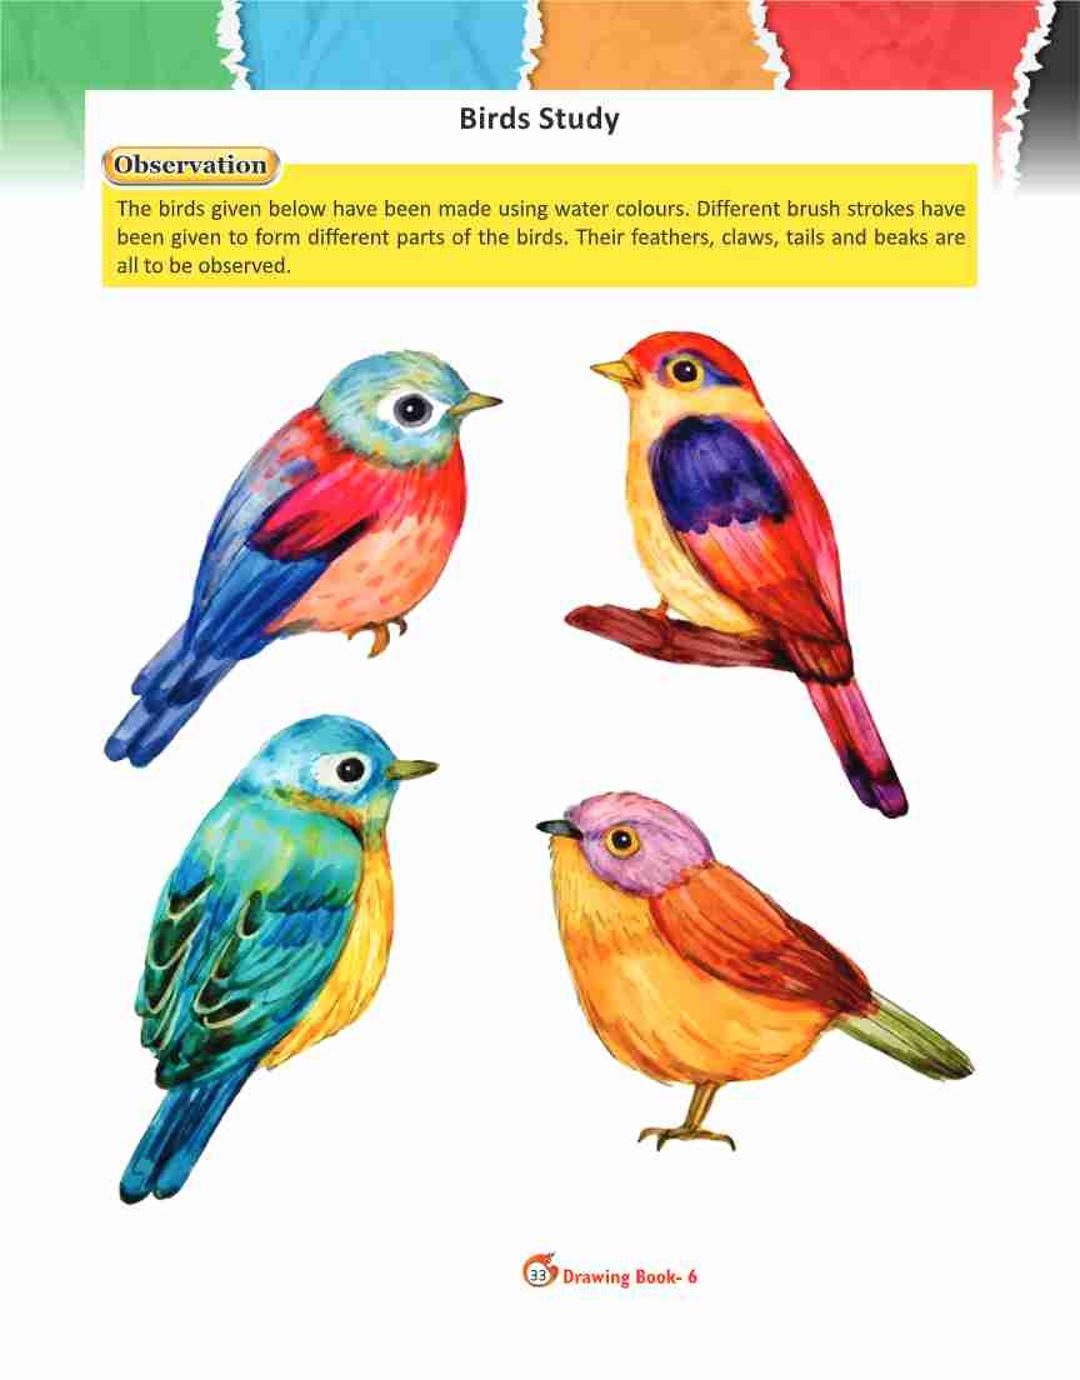 Birds Study
Observation
The birds given below have been made using water colours. Different brush strokes have
been given to form different parts of the birds. Their feathers, claws, tails and beaks are
all to be observed.
33 Drawing Book- 6